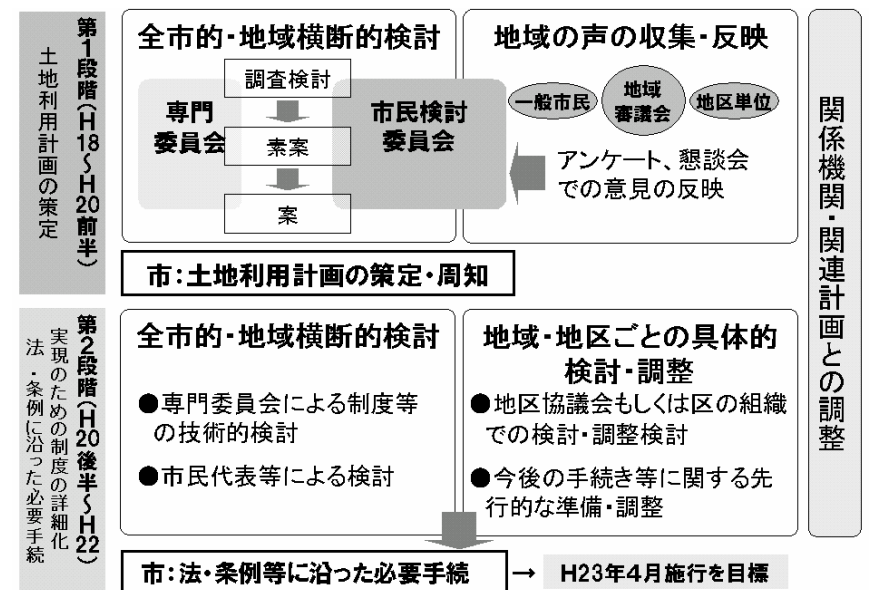 第1段階(H18～H20前半)
土地利用計画の策定
全市的・地域横断的検討
調査検討
専門
委員会
素案
案
市民検討
委員会
地域の声の収集・反映
一般市民
地域
審議会
地区単位
アンケート、懇談会
での意見の反映
市：土地利用計画の策定・周知
第2段階(H20後半～H22)
実現のための制度の詳細化
法・条例に沿った必要手続
全市的・地域横断的検討
●専門委員会による制度等
の技術的検討
●市民代表等による検討
地域・地区ごとの具体的
検討・調整
●地区協議会もしくは区の組織
での検討・調整検討
●今後の手続き等に関する先
行的な準備・調整
市：法・条例等に沿った必要手続
→
H23年4月施行を目標
関係機関・関連計画との調整